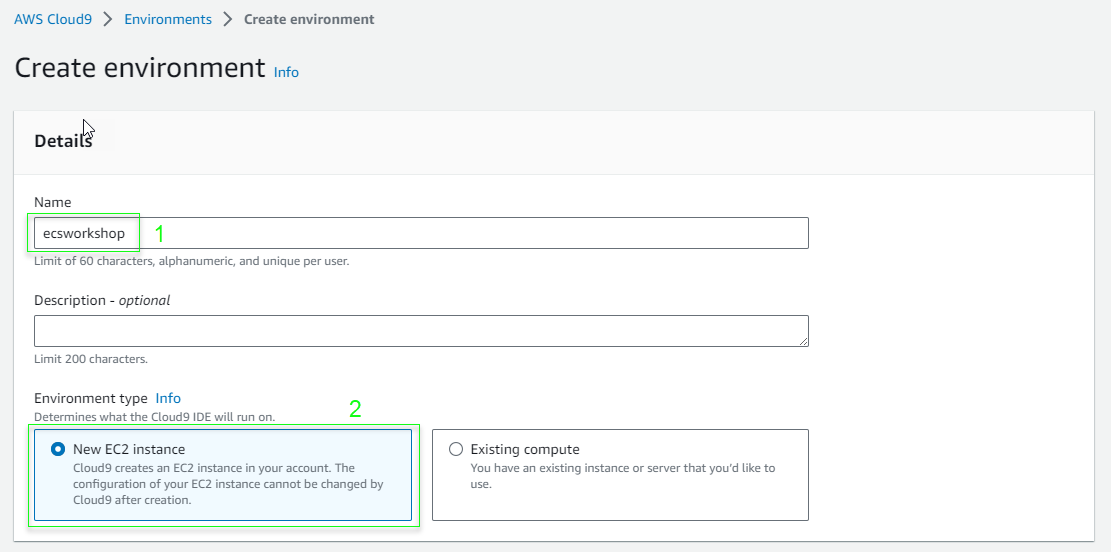 AWS Cloud9 > Environments > Create environment
Create environment Info
Details
Name
ecsworkshop 1
Limit of 60 characters, alphanumeric, and unique per user.
Description - optional
Limit 200 characters.
Environment type Info
Determines what the Cloud9 IDE will run on.
2
New EC2 instance
Cloud9 creates an EC2 instance in your account. The
configuration of your EC2 instance cannot be changed by
Cloud9 after creation.
Existing compute
You have an existing instance or server that you'd like to
use.